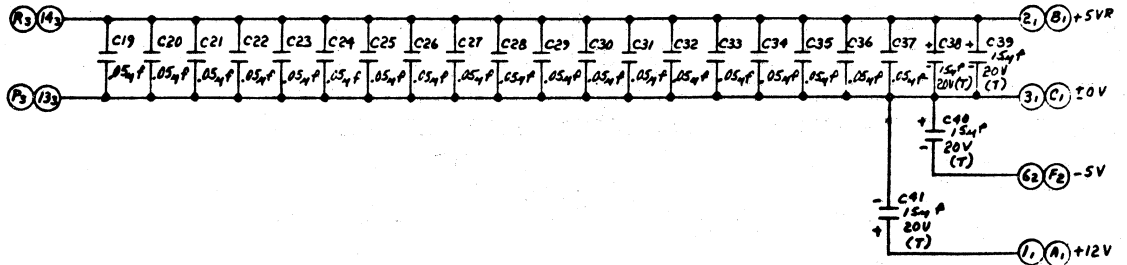 R3 143 C19 C20 C21 C22 C23 C24 C25 C26 C27 C28 C29 C30 C31 C32 C33 C34 C35 C36 C37 +C38 +C39 21 B1 +5VR
.05μf .05μf .05μf .05μf .05μf .05μf .05μf .05μf .05μf .05μf .05μf .05μf .05μf .05μf .05μf .05μf .05μf .05μf .05μf 15μf 15μf
20V(T) 20V
(T)
P3 133 31 C1 ±0V
+ C40
15μf
- 20V
(T)
62 F2 -5V
- C41
15μf
+ 20V
(T)
11 A1 +12V